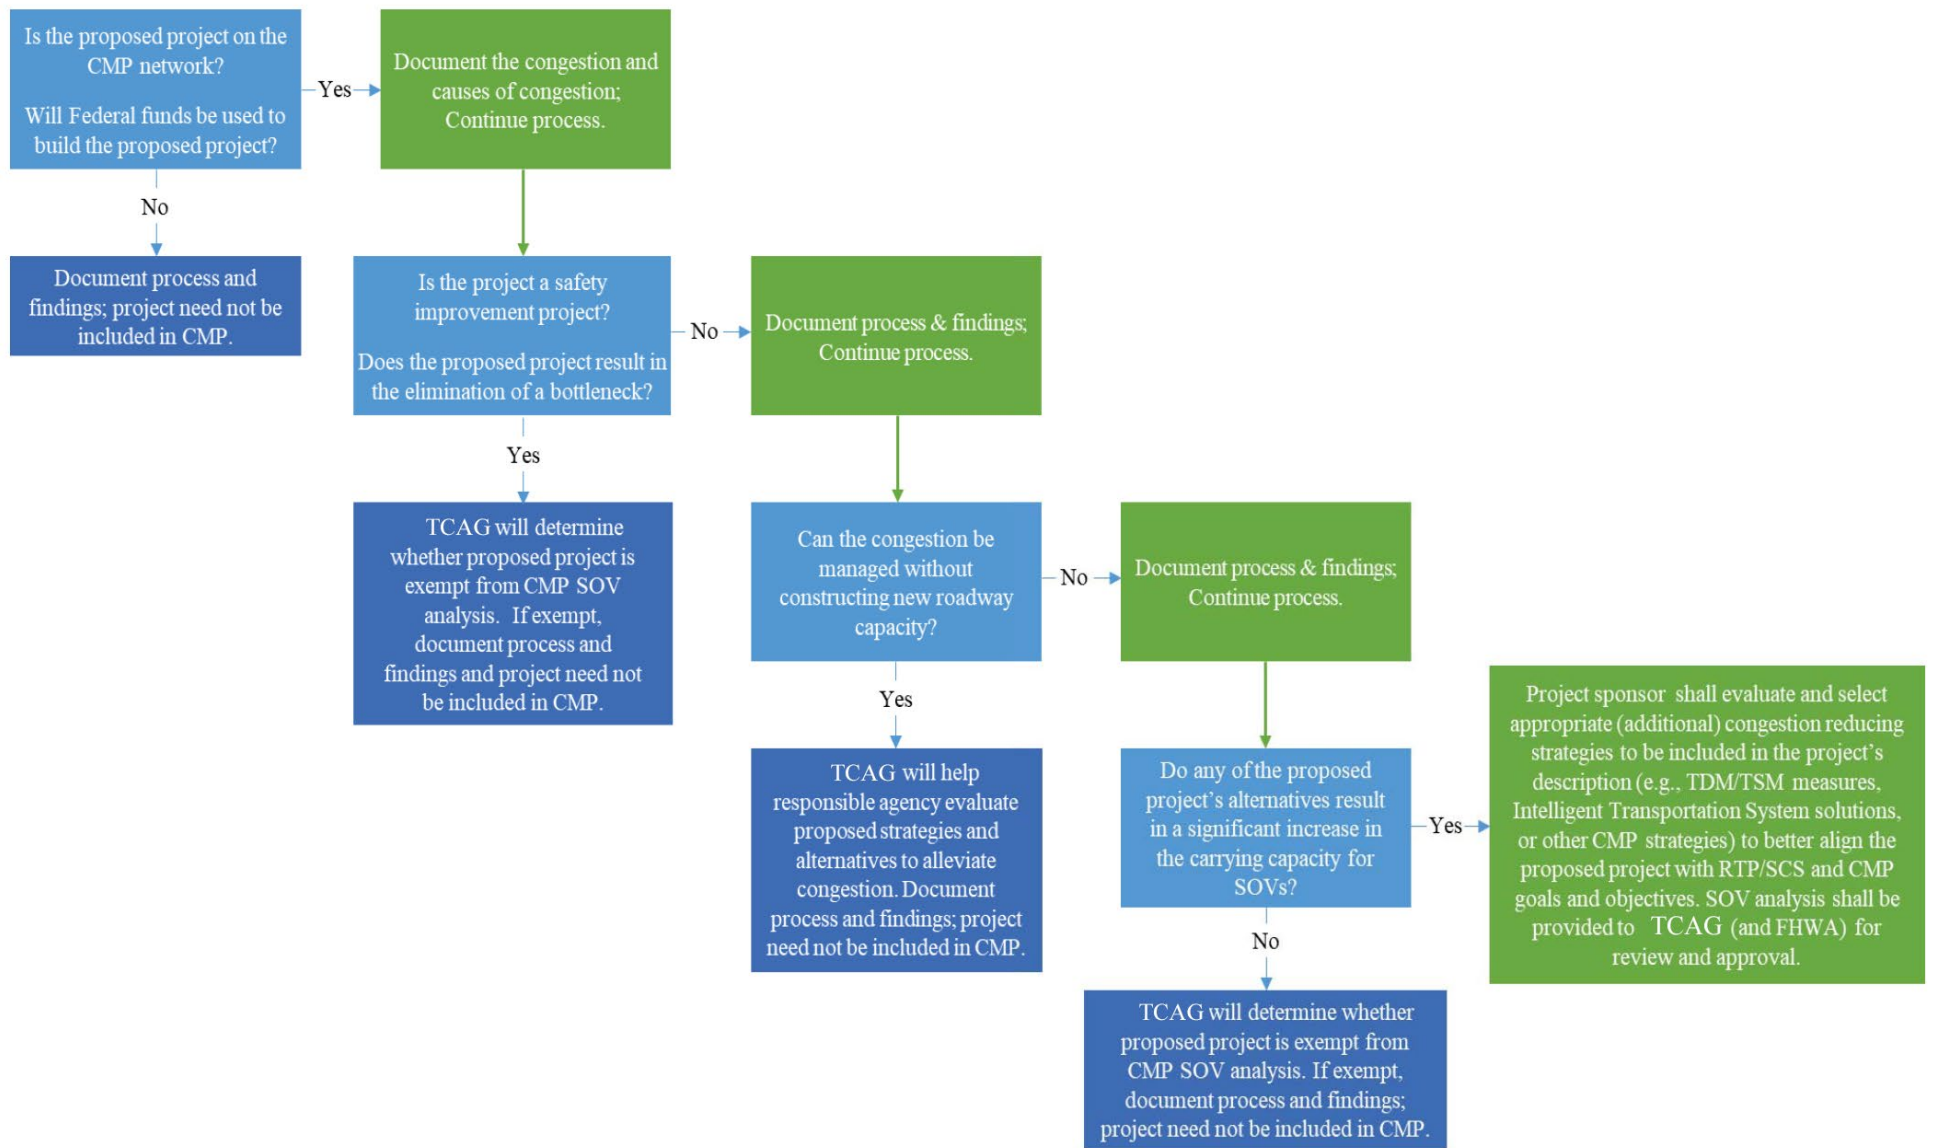 Is the proposed project on the
CMP network?
Will Federal funds be used to
build the proposed project?
Yes
Document the congestion and
causes of congestion;
Continue process.
No
Document process and
findings; project need not be
included in CMP.
Is the project a safety
improvement project?
Does the proposed project result in
the elimination of a bottleneck?
No
Document process & findings;
Continue process.
Yes
TCAG will determine
whether proposed project is
exempt from CMP SOV
analysis. If exempt,
document process and
findings and project need not
be included in CMP.
Can the congestion be
managed without
constructing new roadway
capacity?
No
Document process & findings;
Continue process.
Yes
TCAG will help
responsible agency evaluate
proposed strategies and
alternatives to alleviate
congestion. Document
process and findings; project
need not be included in CMP.
Do any of the proposed
project's alternatives result
in a significant increase in
the carrying capacity for
SOVs?
Yes
Project sponsor shall evaluate and select
appropriate (additional) congestion reducing
strategies to be included in the project's
description (e.g., TDM/TSM measures,
Intelligent Transportation System solutions,
or other CMP strategies) to better align the
proposed project with RTP/SCS and CMP
goals and objectives. SOV analysis shall be
provided to TCAG (and FHWA) for
review and approval.
No
TCAG will determine whether
proposed project is exempt from
CMP SOV analysis. If exempt,
document process and findings;
project need not be included in CMP.